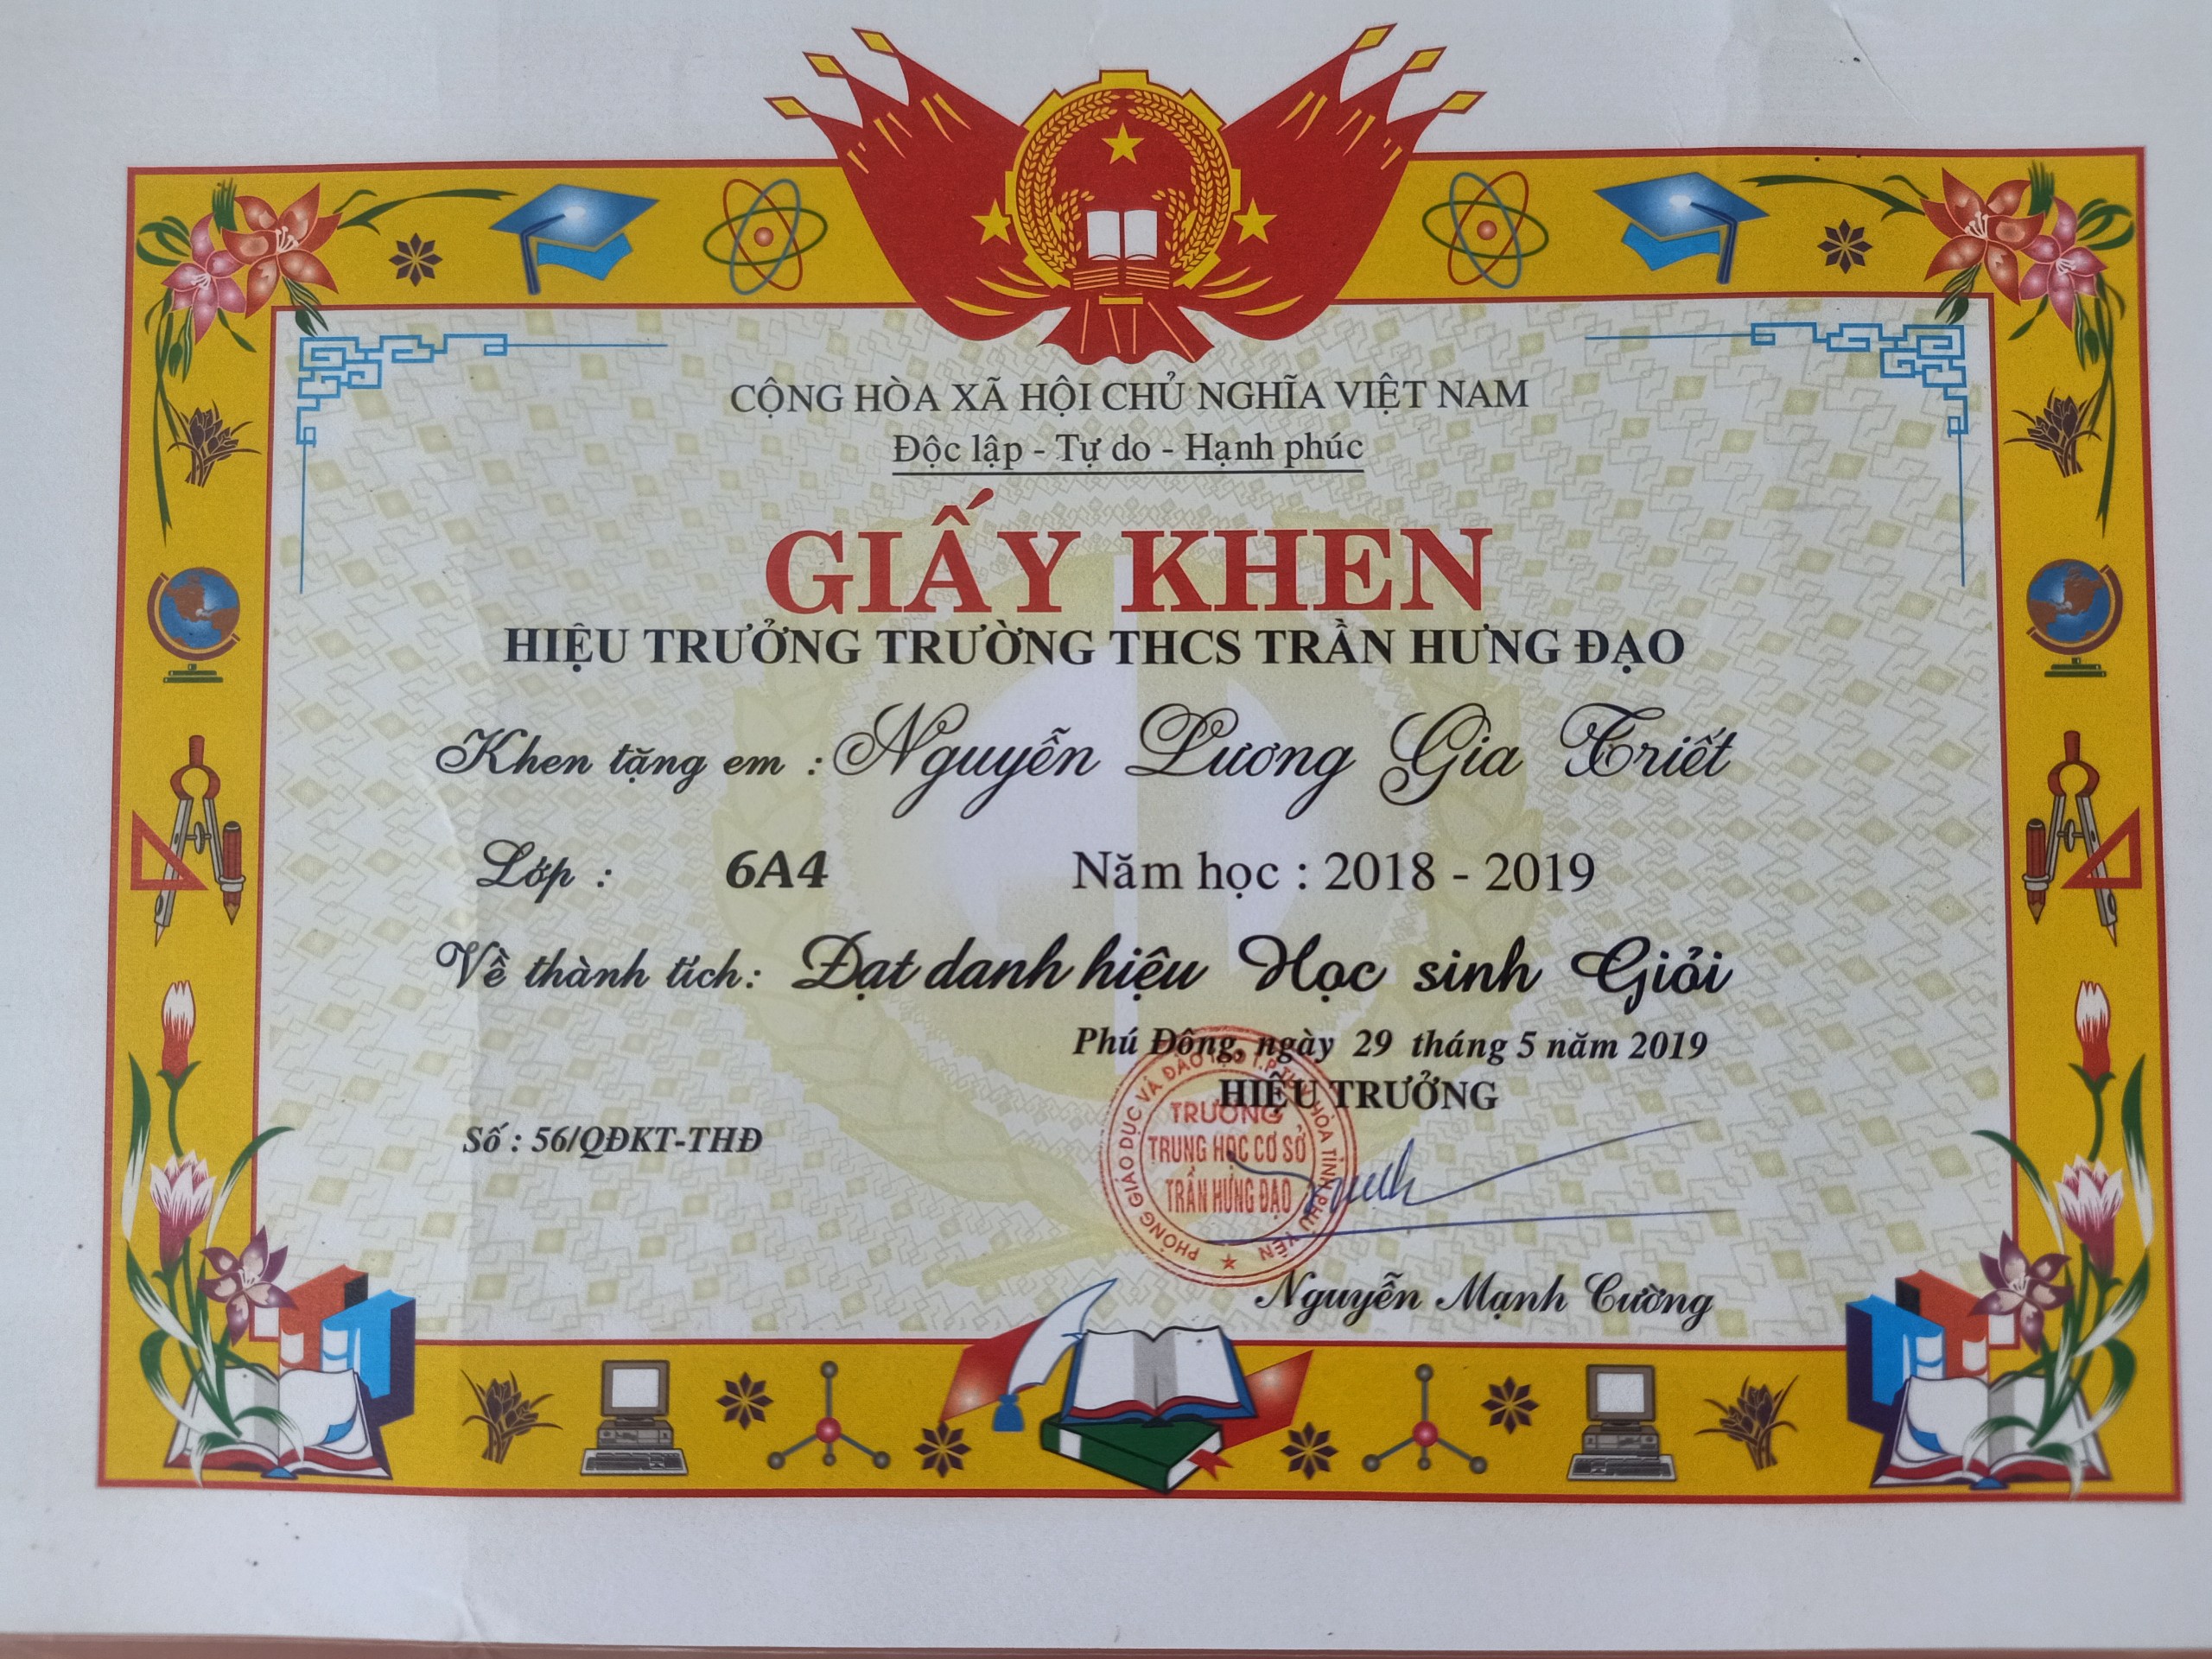 CỘNG HÒA XÃ HỘI CHỦ NGHĨA VIỆT NAM
Độc lập - Tự do - Hạnh phúc
GIẤY KHEN
HIỆU TRƯỞNG TRƯỜNG THCS TRẦN HƯNG ĐẠO
Khen tặng em : Nguyễn Lương Gia Triết
Lớp : 6A4 Năm học : 2018 - 2019
Về thành tích: Đạt danh hiệu Học sinh Giỏi
Phú Đông, ngày 29 tháng 5 năm 2019
HIỆU TRƯỞNG
Số : 56/QĐKT-THĐ
PHÒNG GIÁO DỤC VÀ ĐÀO TẠO T.P TUY HÒA TỈNH PHÚ YÊN
TRƯỜNG
TRUNG HỌC CƠ SỞ
TRẦN HƯNG ĐẠO
Nguyễn Mạnh Cường